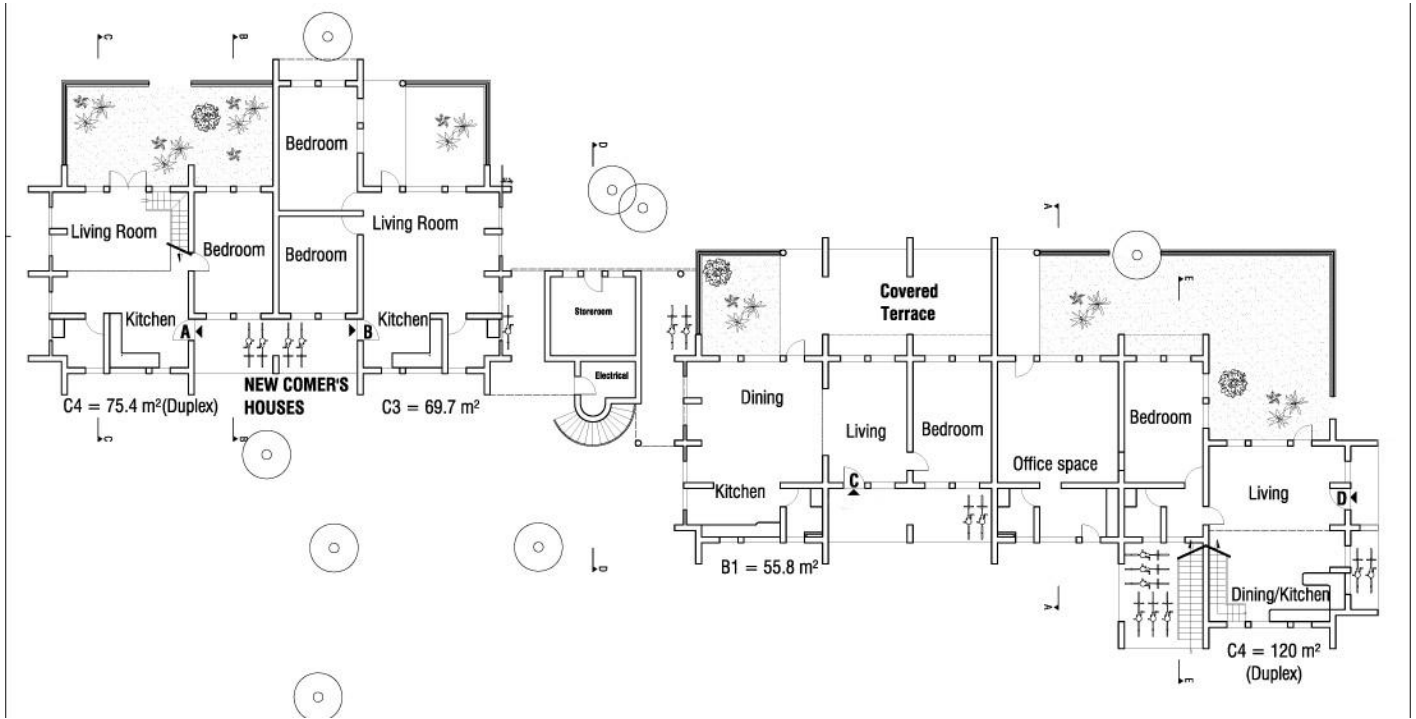 C
B
Bedroom
D
A
Living Room
Bedroom
Bedroom
Living Room
E
Storeroom
Covered
Terrace
Kitchen
A
B
Kitchen
Electrical
NEW COMER'S
HOUSES
C4 = 75.4 m²(Duplex)
C3 = 69.7 m²
C
B
Dining
Living
Bedroom
Bedroom
Office space
Kitchen
C
Living
D
B1 = 55.8 m²
D
A
Dining/Kitchen
C4 = 120 m²
(Duplex)
E